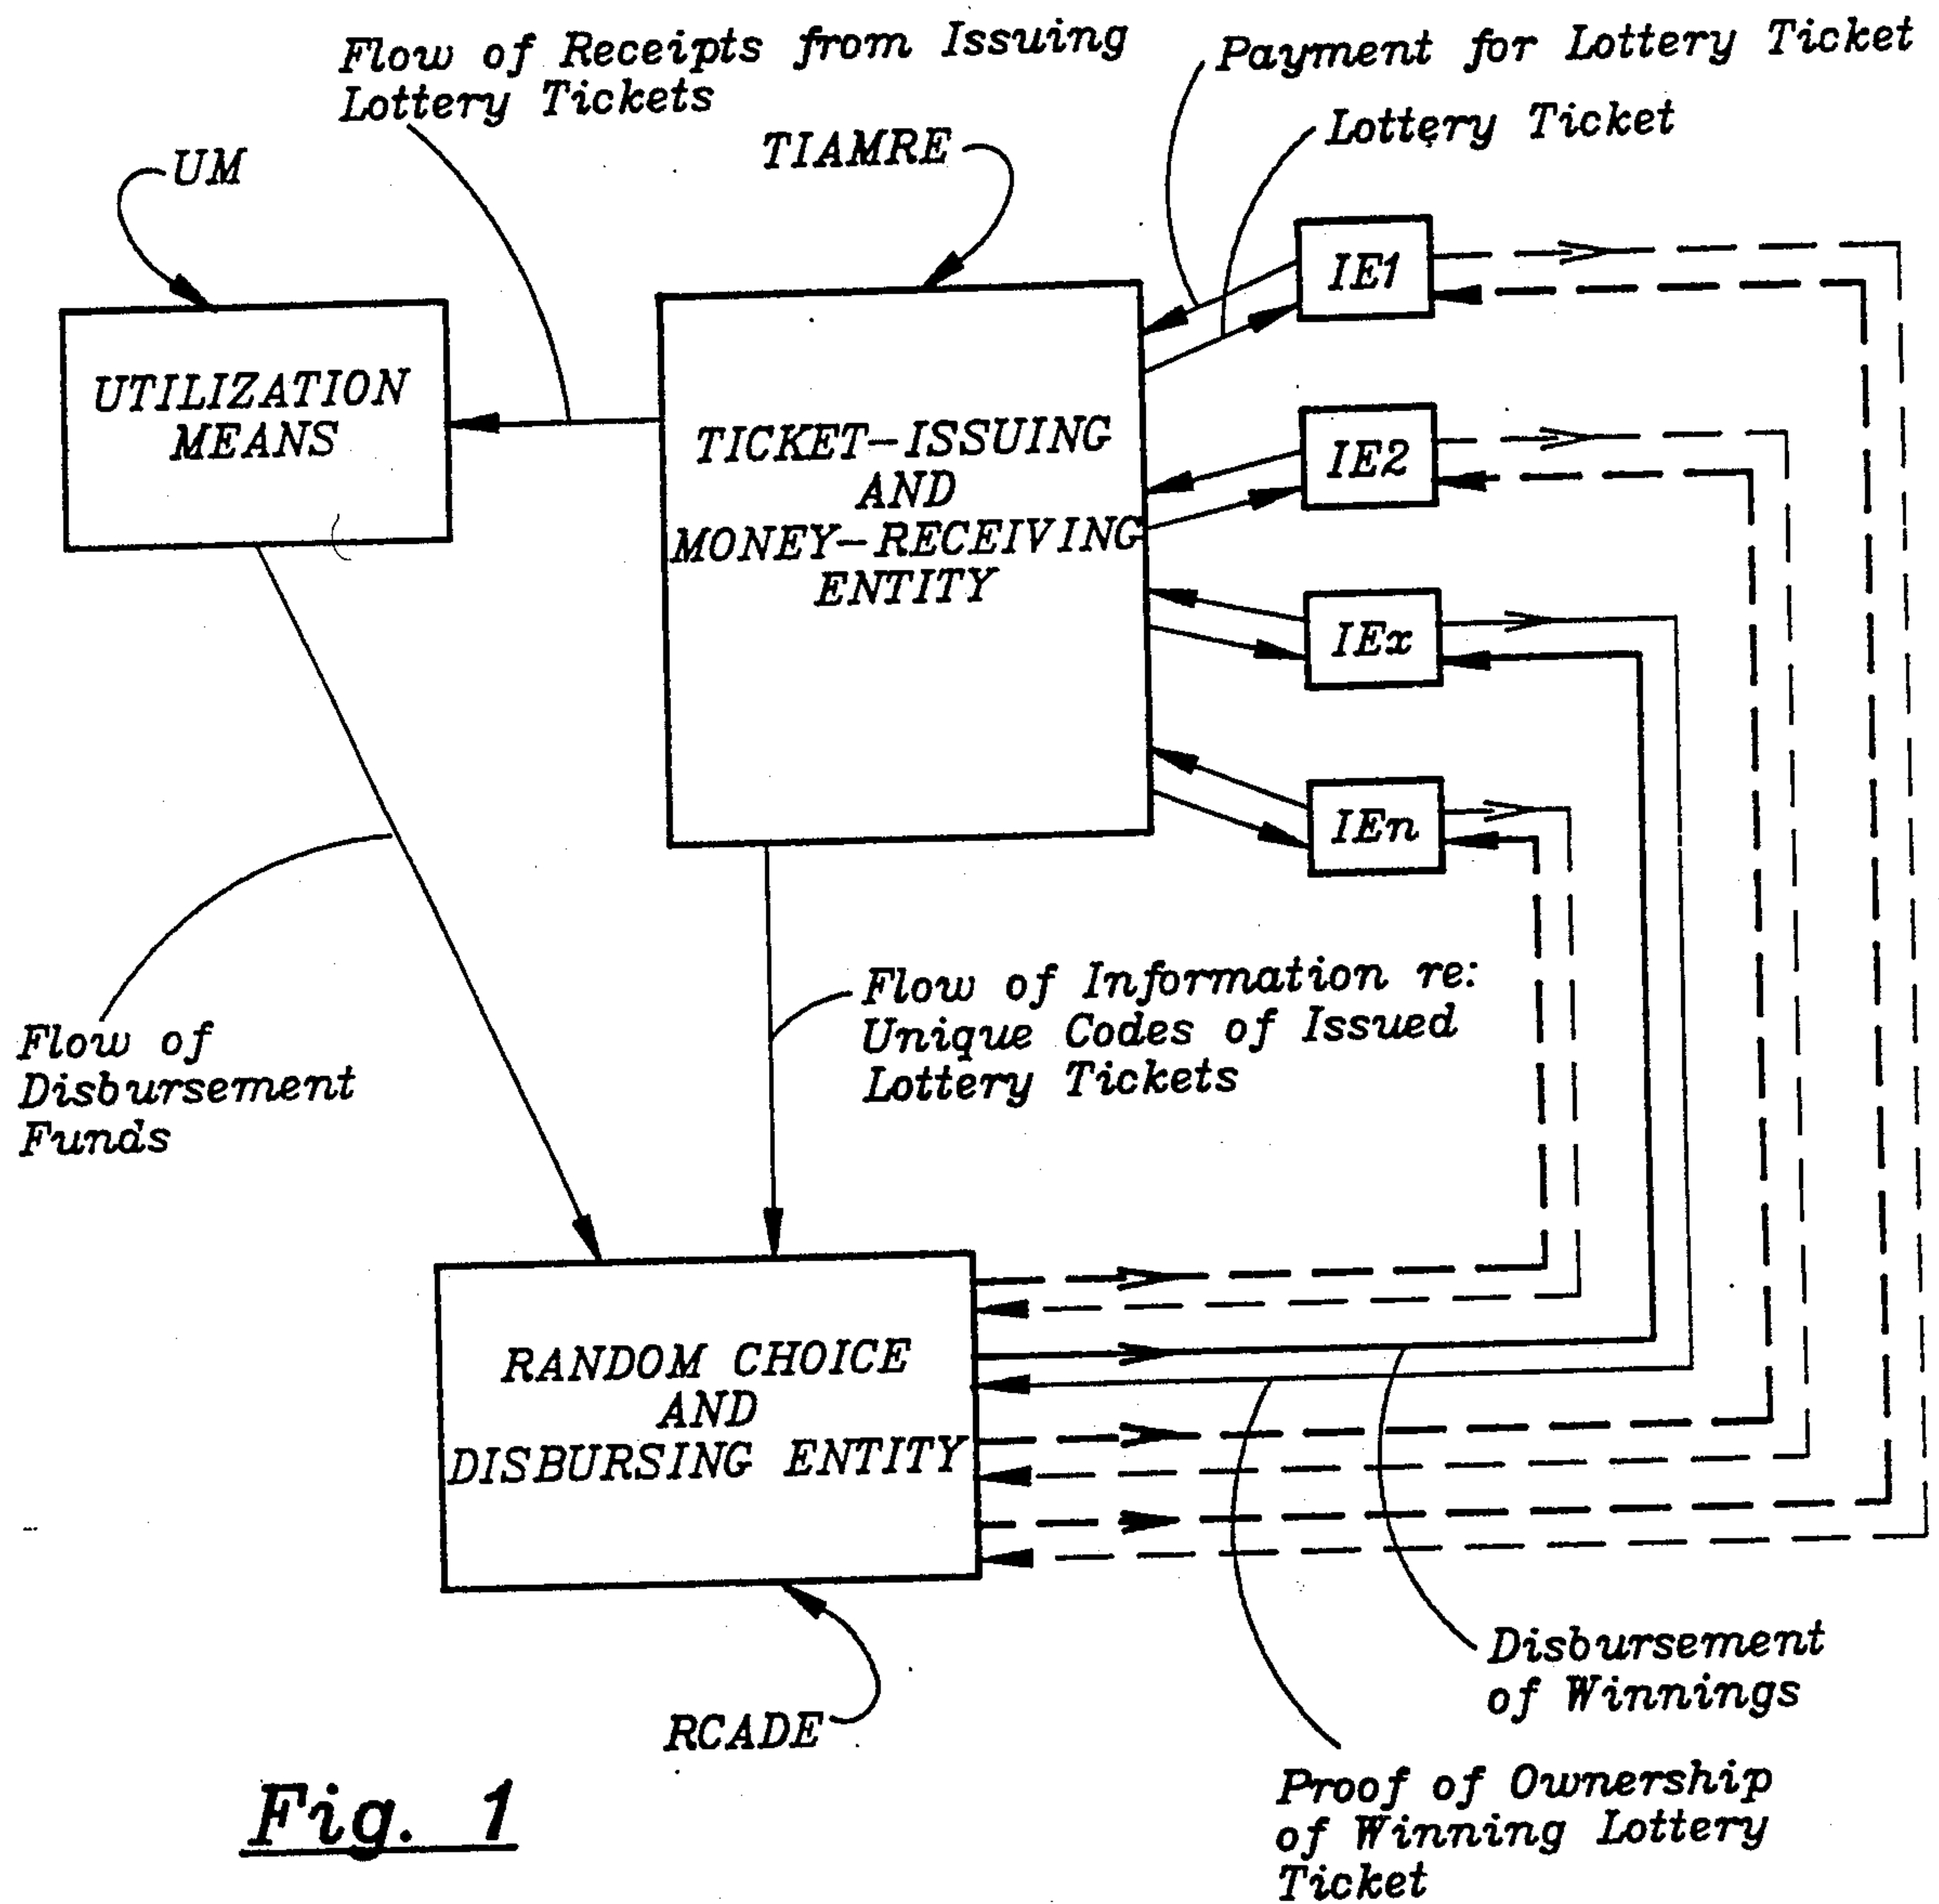 Flow of Receipts from Issuing
Lottery Tickets
Payment for Lottery Ticket
Lottery Ticket
UM
TIAMRE
IE1
UTILIZATION
MEANS
TICKET-ISSUING
AND
MONEY-RECEIVING
ENTITY
IE2
IEx
IEn
Flow of Information re:
Unique Codes of Issued
Lottery Tickets
Flow of
Disbursement
Funds
RANDOM CHOICE
AND
DISBURSING ENTITY
Disbursement
of Winnings
RCADE
Proof of Ownership
of Winning Lottery
Ticket
Fig. 1